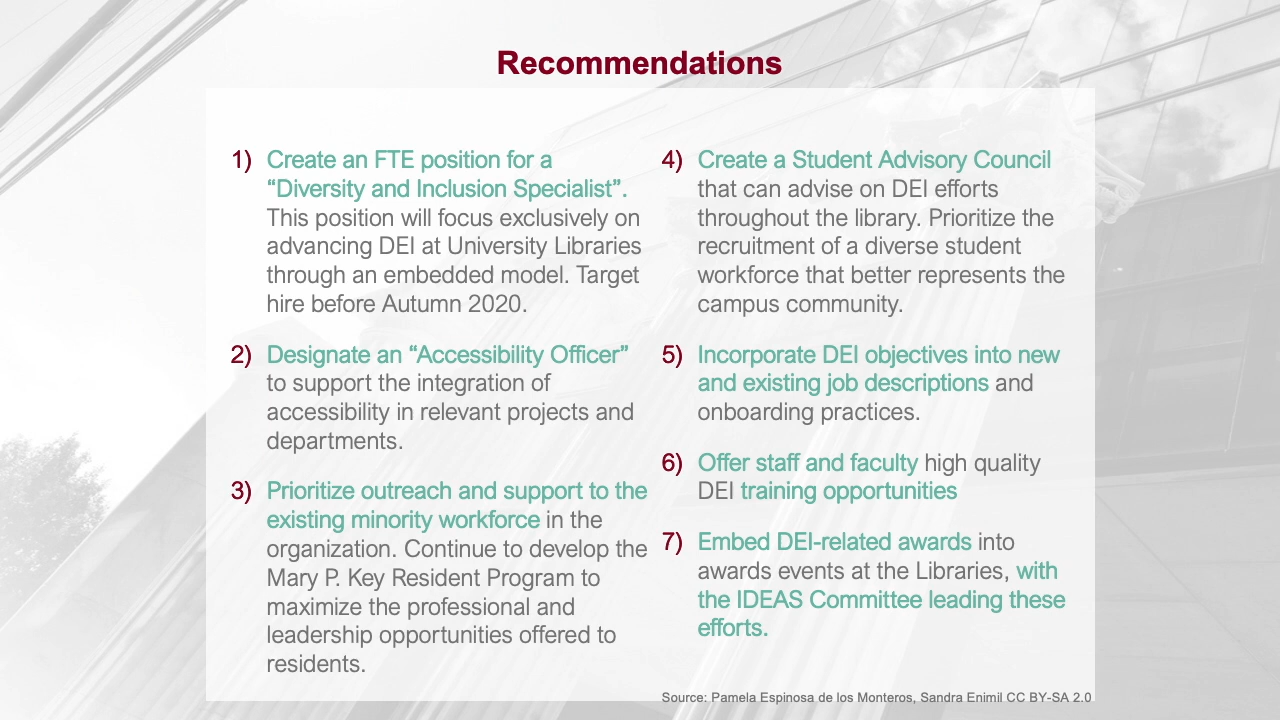 Recommendations
1) Create an FTE position for a
“Diversity and Inclusion Specialist”.
This position will focus exclusively on
advancing DEI at University Libraries
through an embedded model. Target
hire before Autumn 2020.
2) Designate an “Accessibility Officer”
to support the integration of
accessibility in relevant projects and
departments.
3) Prioritize outreach and support to the
existing minority workforce in the
organization. Continue to develop the
Mary P. Key Resident Program to
maximize the professional and
leadership opportunities offered to
residents.
4) Create a Student Advisory Council
that can advise on DEI efforts
throughout the library. Prioritize the
recruitment of a diverse student
workforce that better represents the
campus community.
5) Incorporate DEI objectives into new
and existing job descriptions and
onboarding practices.
6) Offer staff and faculty high quality
DEI training opportunities
7) Embed DEI-related awards into
awards events at the Libraries, with
the IDEAS Committee leading these
efforts.
Source: Pamela Espinosa de los Monteros, Sandra Enimil CC BY-SA 2.0